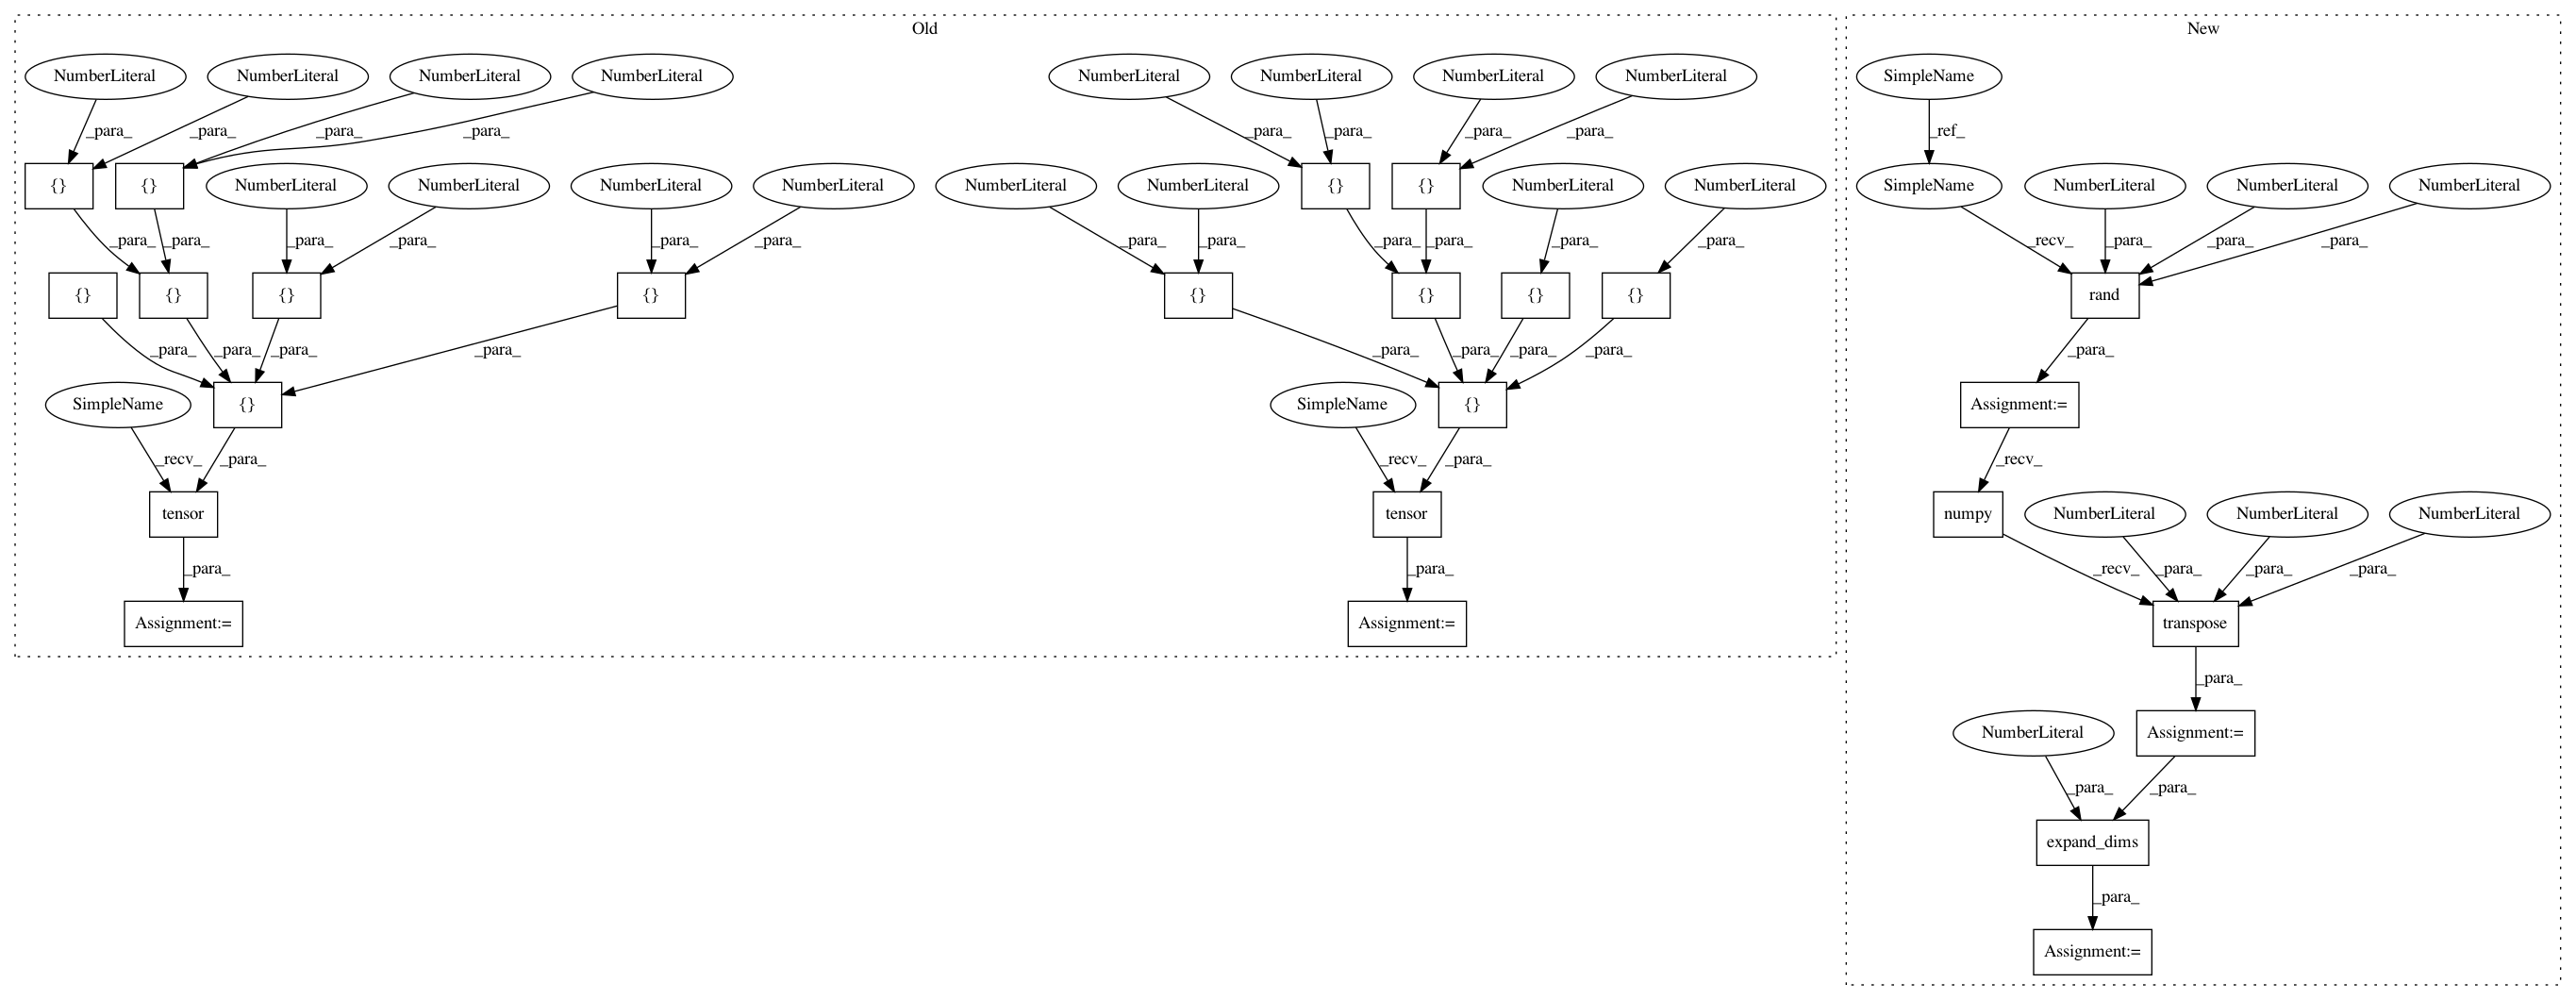 Old New
NumberLiteral NumberLiteral NumberLiteral NumberLiteral NumberLiteral NumberLiteral NumberLiteral NumberLiteral SimpleName
_para_ _para_ _para_ _para_ _para_ _para_ _para_ _para_ _ref_
{} {} NumberLiteral NumberLiteral NumberLiteral NumberLiteral NumberLiteral NumberLiteral {} {} NumberLiteral NumberLiteral SimpleName NumberLiteral NumberLiteral NumberLiteral
_para_ _para_ _para_ _para_ _para_ _para_ _para_ _para_ _para_ _para_ _para_ _para_ _recv_ _para_ _para_ _para_
{} {} {} {} {} {} {} {} rand
_para_ _para_ _para_ _para_ _para_ _para_ _para_ _para_ _para_
SimpleName {} SimpleName {} Assignment:=
_recv_ _para_ _recv_ _para_ _recv_
tensor tensor numpy NumberLiteral NumberLiteral NumberLiteral
_para_ _para_ _recv_ _para_ _para_ _para_
Assignment:= Assignment:= transpose
_para_
NumberLiteral Assignment:=
_para_ _para_
expand_dims
_para_
Assignment:=